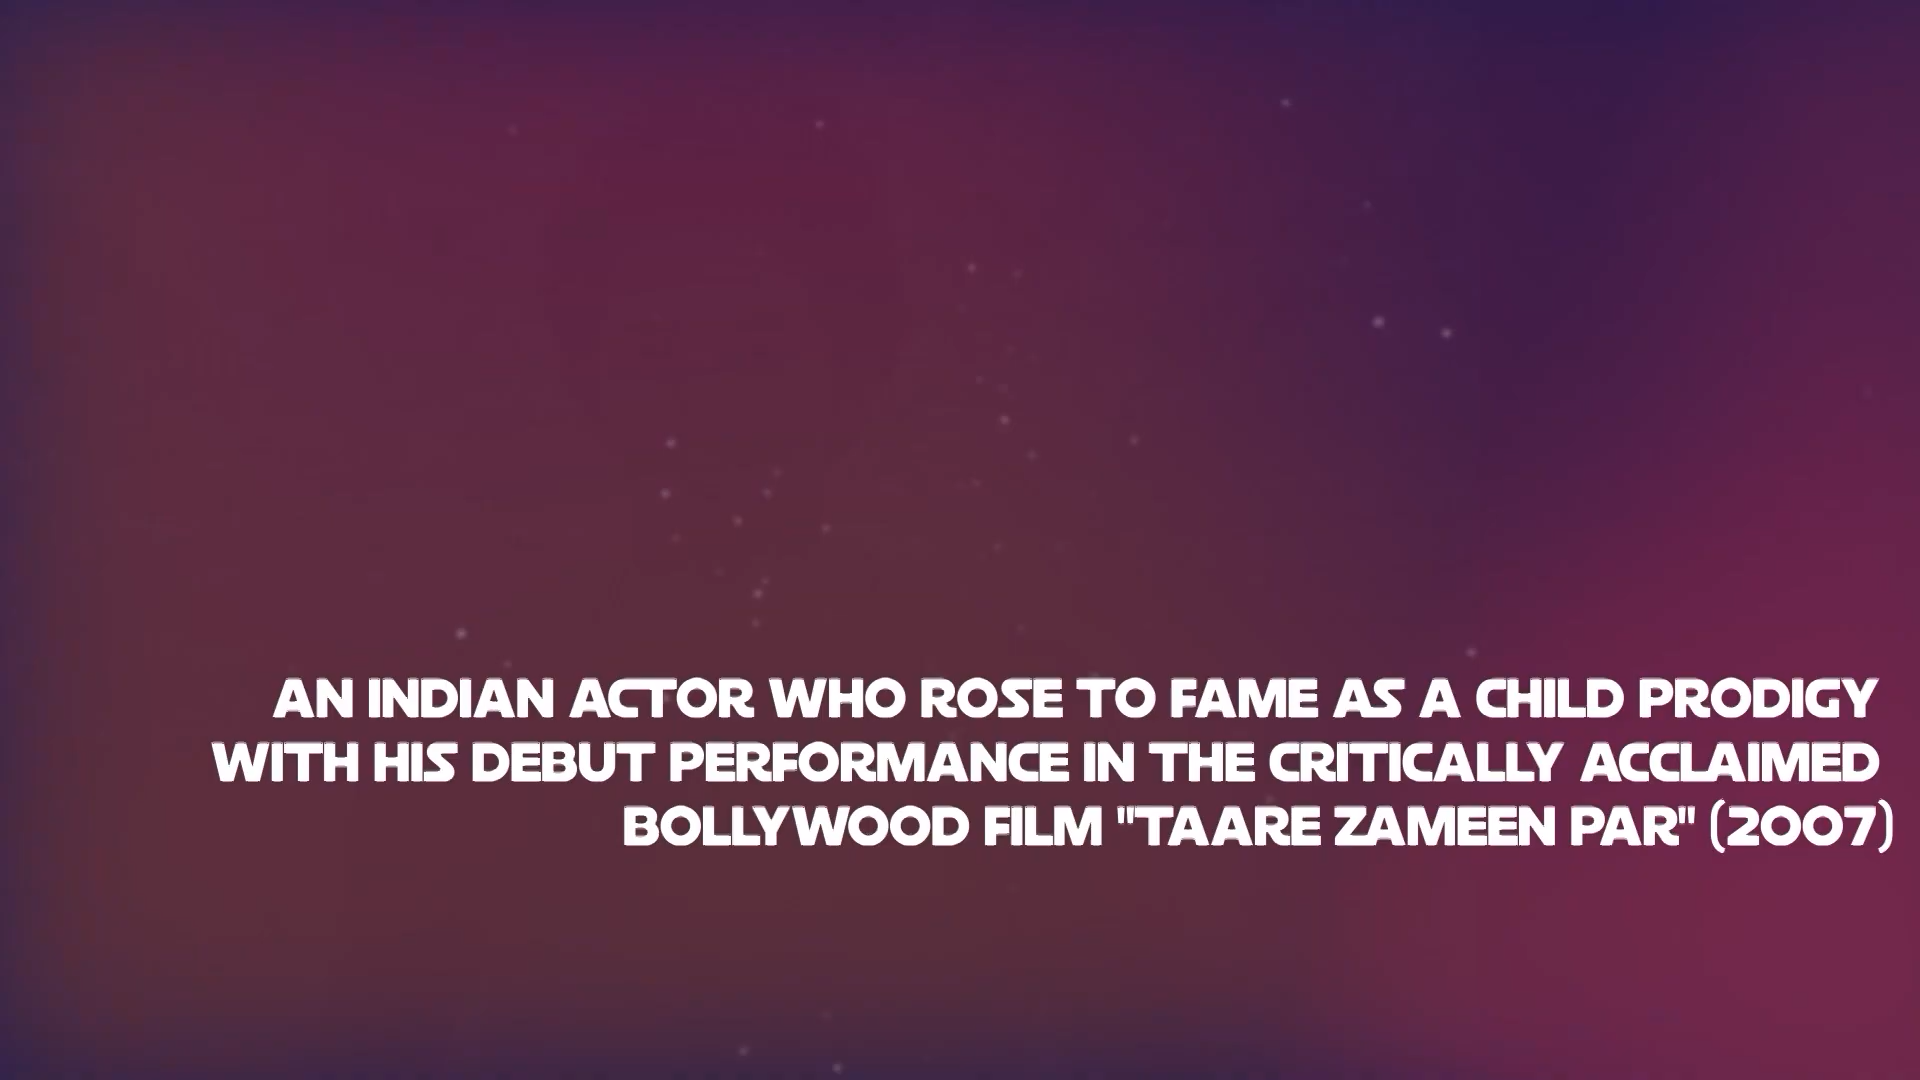 AN INDIAN ACTOR WHO ROSE TO FAME AS A CHILD PRODIGY
WITH HIS DEBUT PERFORMANCE IN THE CRITICALLY ACCLAIMED
BOLLYWOOD FILM "TAARE ZAMEEN PAR" (2007)